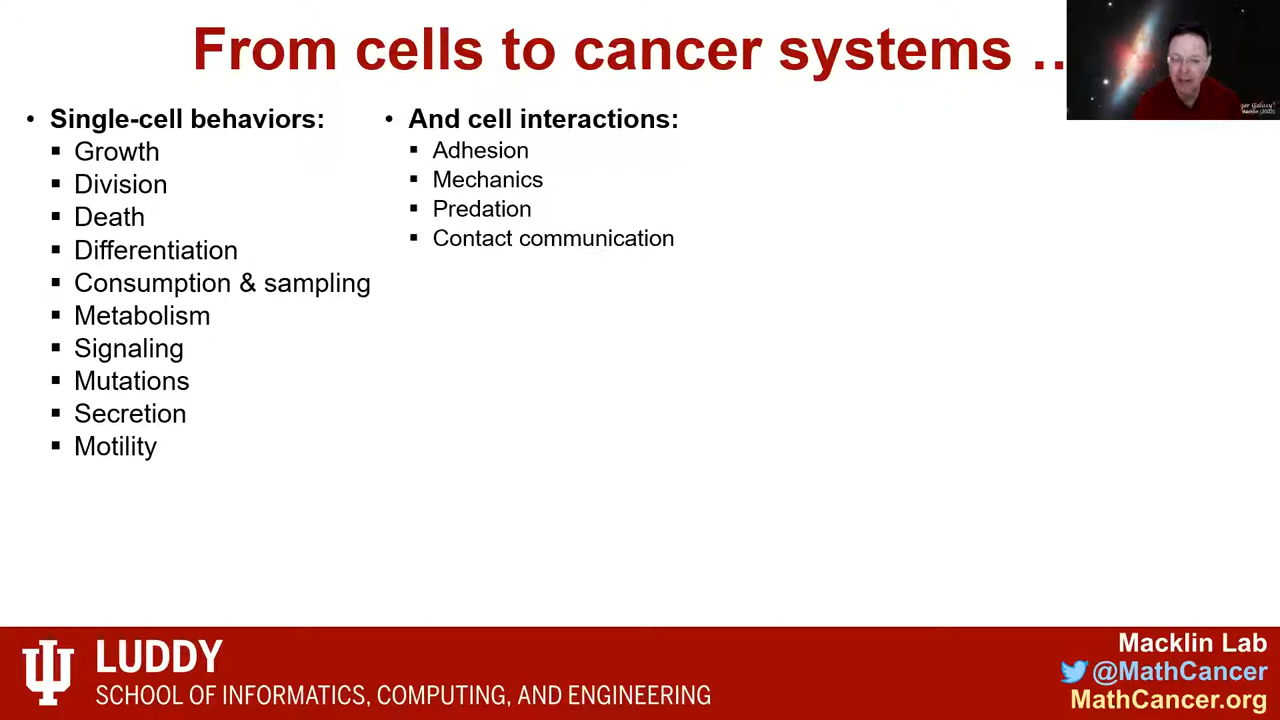 From cells to cancer systems ..
• Single-cell behaviors:
▪ Growth
▪ Division
▪ Death
▪ Differentiation
▪ Consumption & sampling
▪ Metabolism
▪ Signaling
▪ Mutations
▪ Secretion
▪ Motility
• And cell interactions:
▪ Adhesion
▪ Mechanics
▪ Predation
▪ Contact communication
LUDDY
SCHOOL OF INFORMATICS, COMPUTING, AND ENGINEERING
Macklin Lab
@MathCancer
MathCancer.org